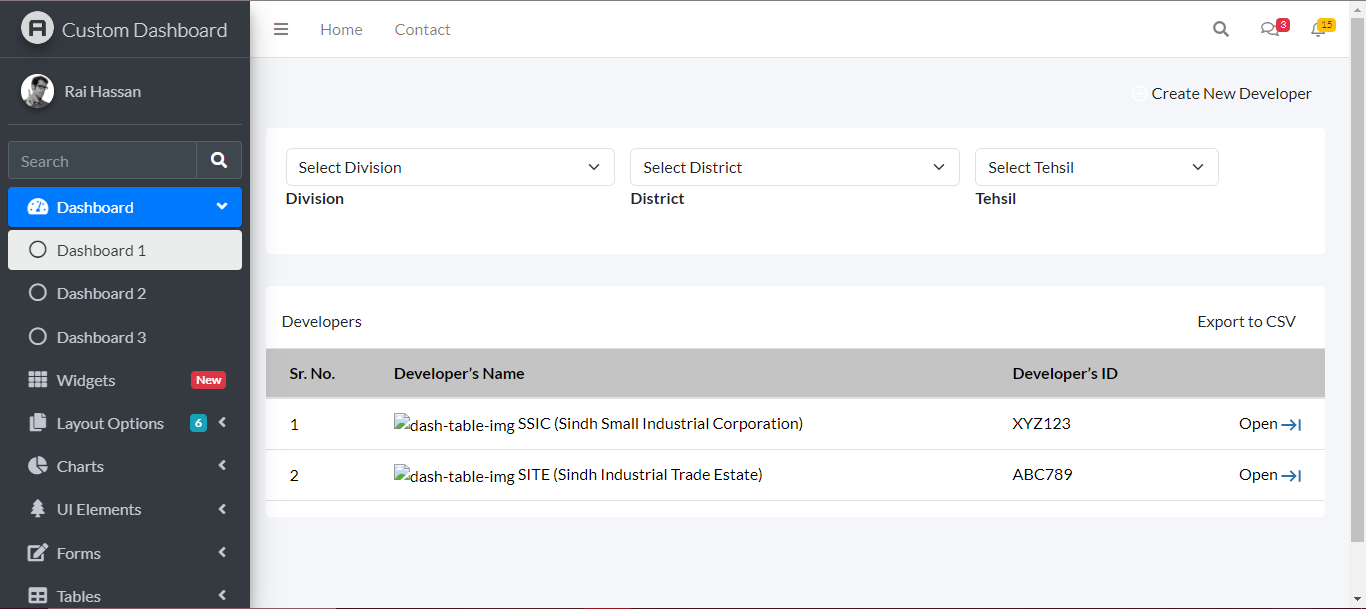 Custom Dashboard
Home Contact 3 15
Rai Hassan
Create New Developer
Search
Select Division Select District Select Tehsil
Division District Tehsil
Dashboard
Dashboard 1
Dashboard 2
Dashboard 3
Widgets New
Layout Options 6
Charts
UI Elements
Forms
Tables
Developers Export to CSV
Sr. No. Developer’s Name Developer’s ID
1 dash-table-img SSIC (Sindh Small Industrial Corporation) XYZ123 Open
2 dash-table-img SITE (Sindh Industrial Trade Estate) ABC789 Open